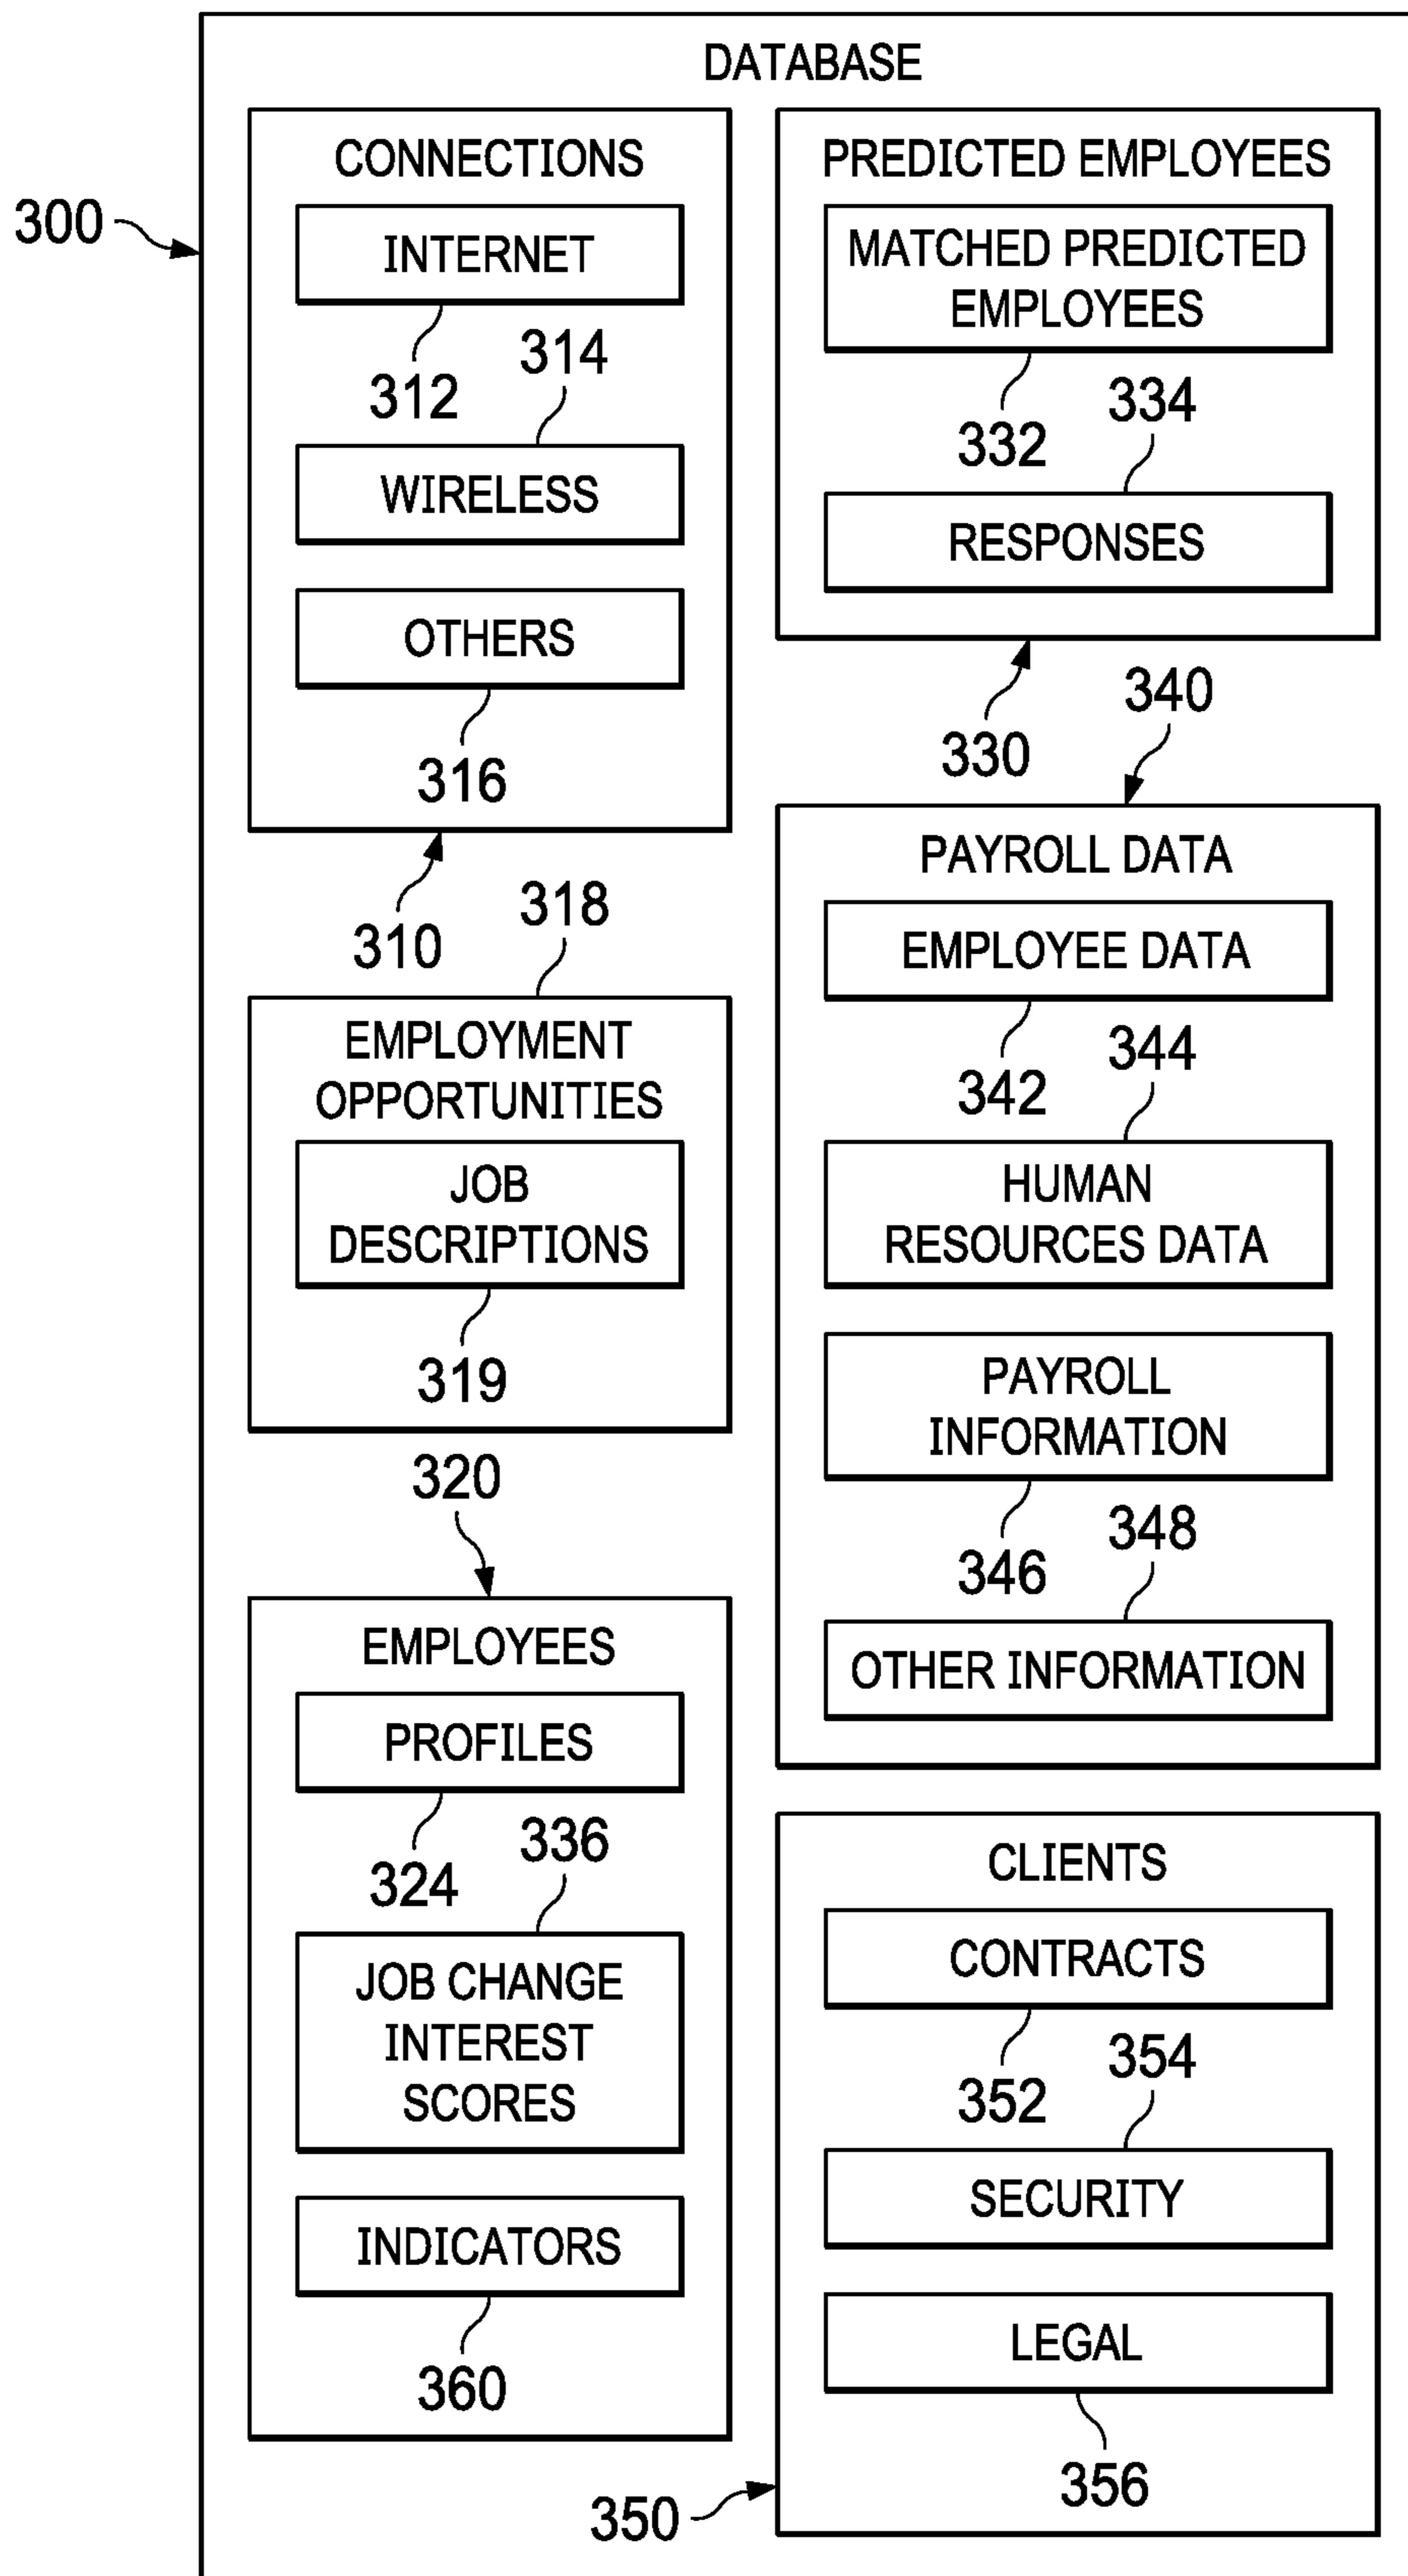 DATABASE
300
CONNECTIONS
INTERNET
312
314
WIRELESS
OTHERS
316
310
318
EMPLOYMENT
OPPORTUNITIES
JOB
DESCRIPTIONS
319
320
EMPLOYEES
PROFILES
324
336
JOB CHANGE
INTEREST
SCORES
INDICATORS
360
PREDICTED EMPLOYEES
MATCHED PREDICTED
EMPLOYEES
332
334
RESPONSES
330
340
PAYROLL DATA
EMPLOYEE DATA
342
344
HUMAN
RESOURCES DATA
PAYROLL
INFORMATION
346
348
OTHER INFORMATION
CLIENTS
CONTRACTS
352
354
SECURITY
LEGAL
356
350